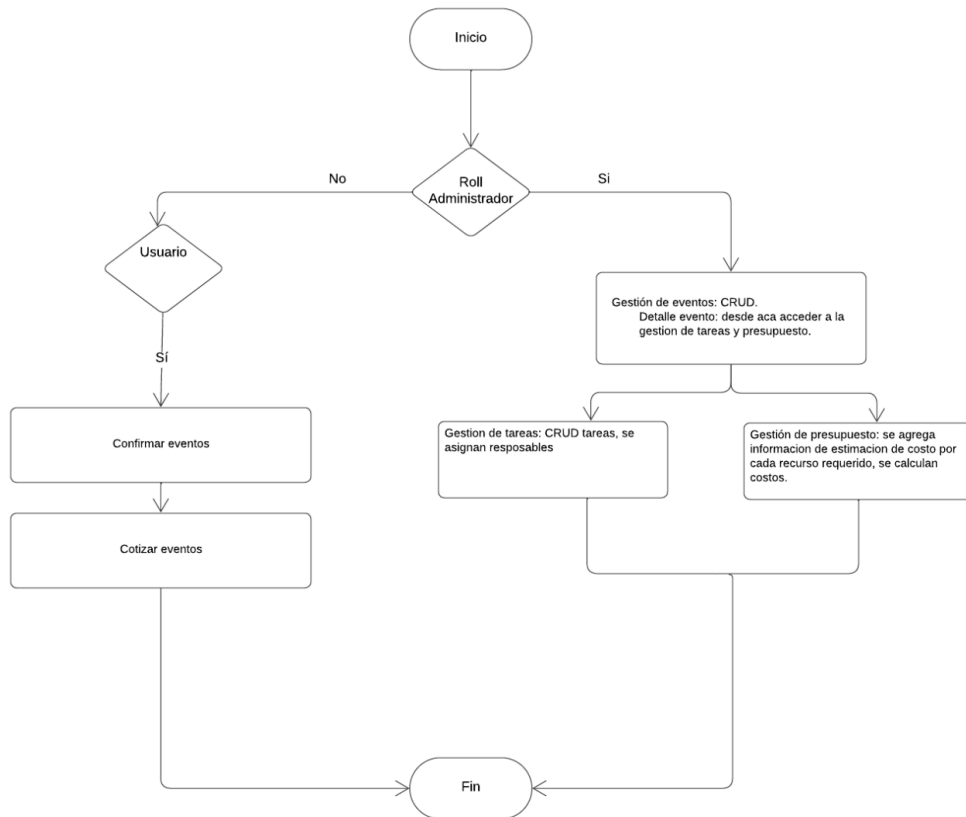 Inicio
No
Roll
Administrador
Si
Usuario
Gestión de eventos: CRUD.
Detalle evento: desde aca acceder a la
gestion de tareas y presupuesto.
Sí
Confirmar eventos
Gestion de tareas: CRUD tareas, se
asignan resposables
Gestión de presupuesto: se agrega
informacion de estimacion de costo por
cada recurso requerido, se calculan
costos.
Cotizar eventos
Fin